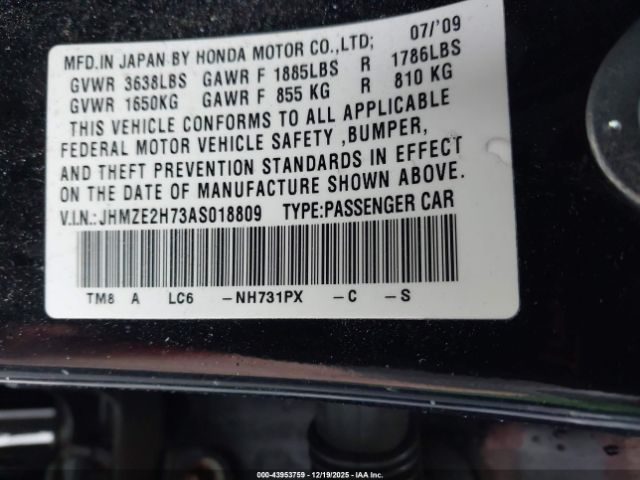 MFD.IN JAPAN BY HONDA MOTOR CO.,LTD; 07/'09
GVWR 3638LBS GAWR F 1885LBS R 1786LBS
GVWR 1650KG GAWR F 855 KG R 810 KG
THIS VEHICLE CONFORMS TO ALL APPLICABLE
FEDERAL MOTOR VEHICLE SAFETY ,BUMPER,
AND THEFT PREVENTION STANDARDS IN EFFECT
ON THE DATE OF MANUFACTURE SHOWN ABOVE.
V.I.N.:JHMZE2H73AS018809 TYPE:PASSENGER CAR
TM8 A LC6 -NH731PX -C -S
00-43953759 | 12/19/2025 | IAA Inc.